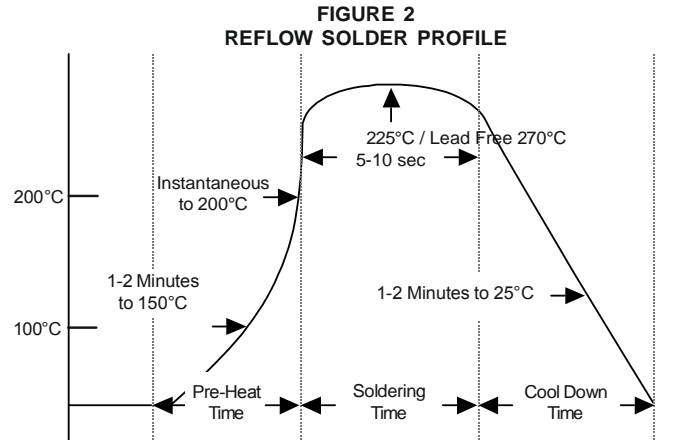 FIGURE 2
REFLOW SOLDER PROFILE
225°C / Lead Free 270°C
5-10 sec
Instantaneous
to 200°C
200°C
1-2 Minutes
to 150°C
1-2 Minutes to 25°C
100°C
Pre-Heat
Time
Soldering
Time
Cool Down
Time